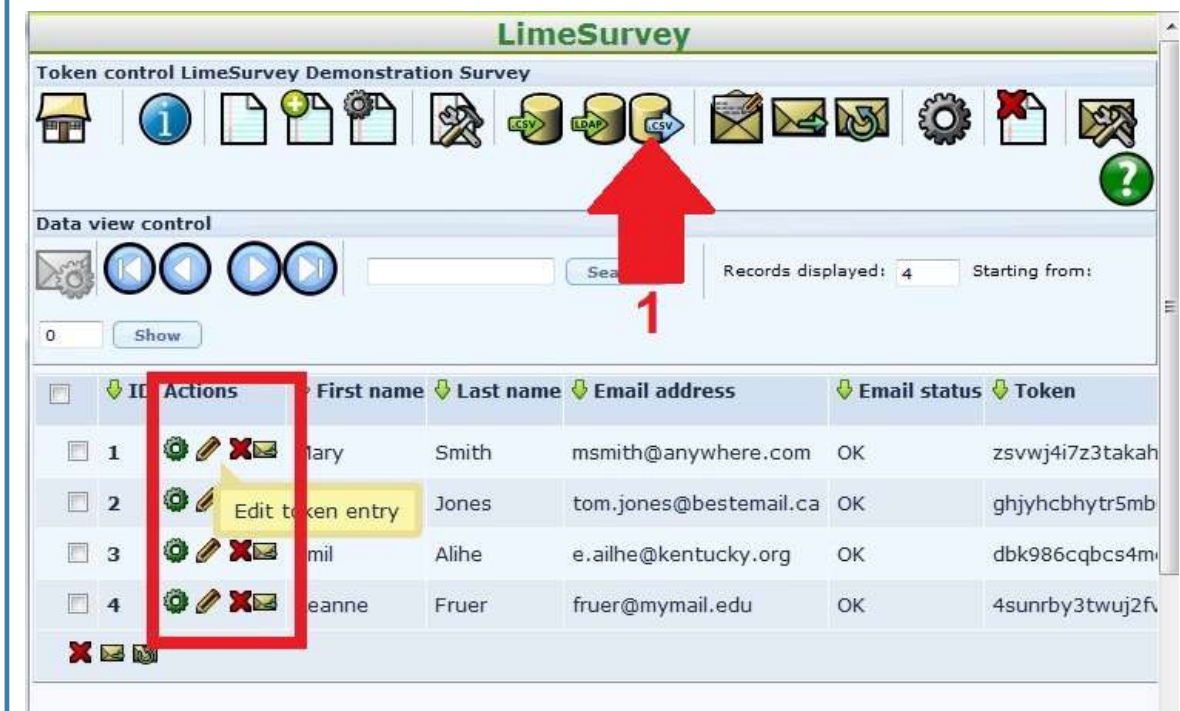 LimeSurvey
Token control LimeSurvey Demonstration Survey
i .CSV LDAP .CSV
?
Data view control
Records displayed: 4 Starting from:
1
0 Show
ID Actions First name Last name Email address Email status Token
1 Smith msmith@anywhere.com OK zsvwj4i7z3takah
2 Jones tom.jones@bestemail.ca OK
Edit token entry
3 Alihe e.ailhe@kentucky.org OK
4 Fruer fruer@mymail.edu OK